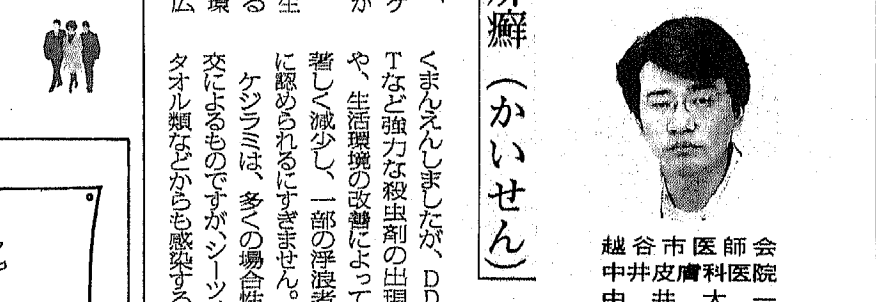 癬（かいせん）
越谷市医師会
中井皮膚科医院
くまんえんしましたが、DD
Tなど強力な殺虫剤の出現
や、生活環境の改善によって
著しく減少し、一部の浮浪者
に認められるにすぎません。
ケジラミは、多くの場合性
交によるものですが、シーツ
タオル類などからも感染する